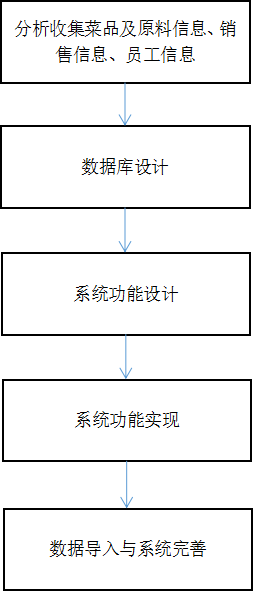 分析收集菜品及原料信息、销
售信息、员工信息
数据库设计
系统功能设计
系统功能实现
数据导入与系统完善